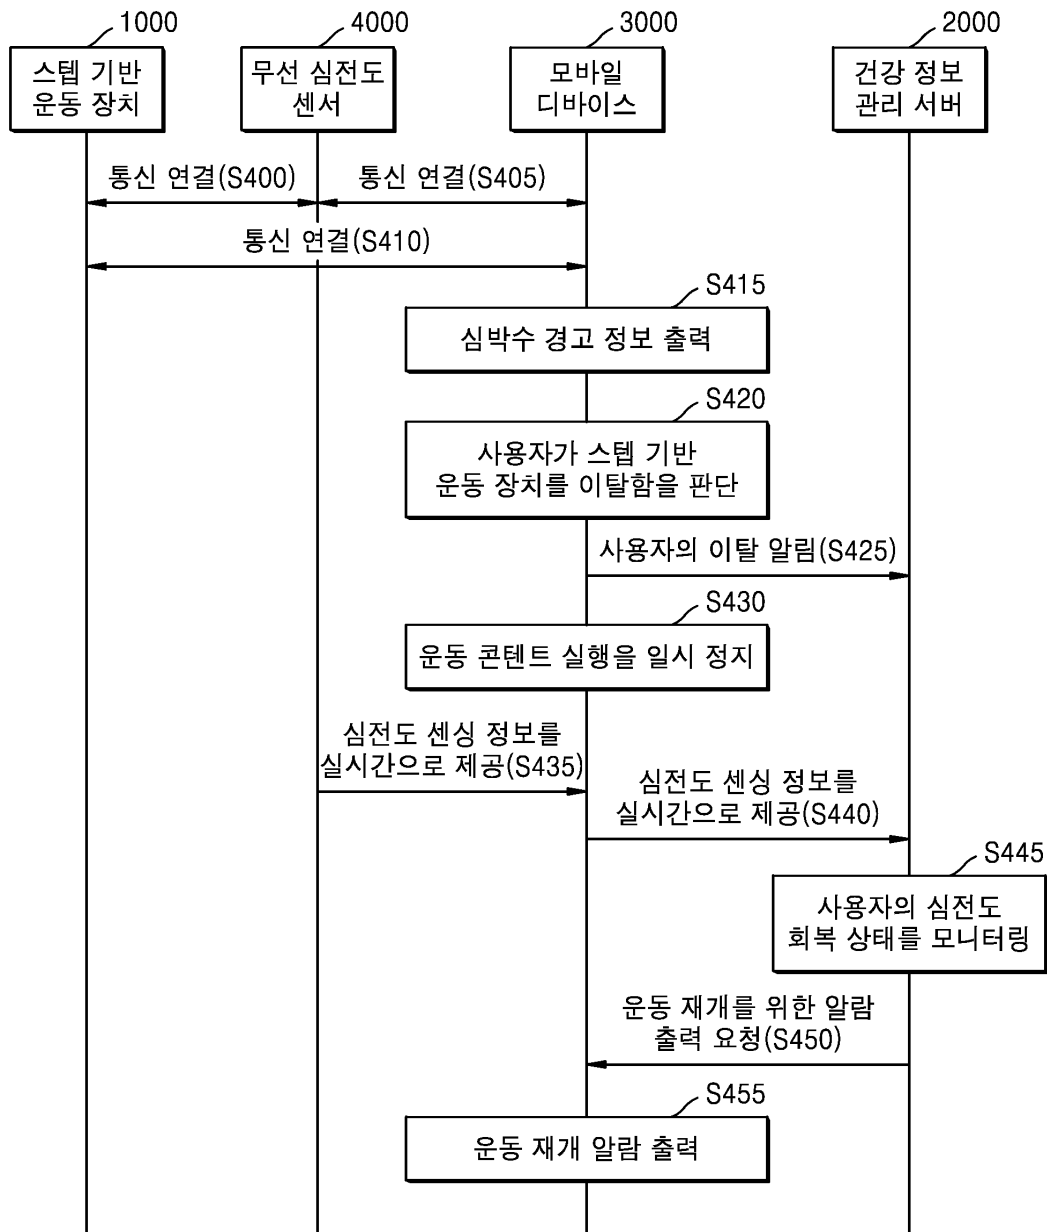 1000
4000
3000
2000
스텝 기반
운동 장치
무선 심전도
센서
모바일
디바이스
건강 정보
관리 서버
통신 연결(S400)
통신 연결(S405)
통신 연결(S410)
S415
심박수 경고 정보 출력
S420
사용자가 스텝 기반
운동 장치를 이탈함을 판단
사용자의 이탈 알림(S425)
S430
운동 콘텐트 실행을 일시 정지
심전도 센싱 정보를
실시간으로 제공(S435)
심전도 센싱 정보를
실시간으로 제공(S440)
S445
사용자의 심전도
회복 상태를 모니터링
운동 재개를 위한 알람
출력 요청(S450)
S455
운동 재개 알람 출력